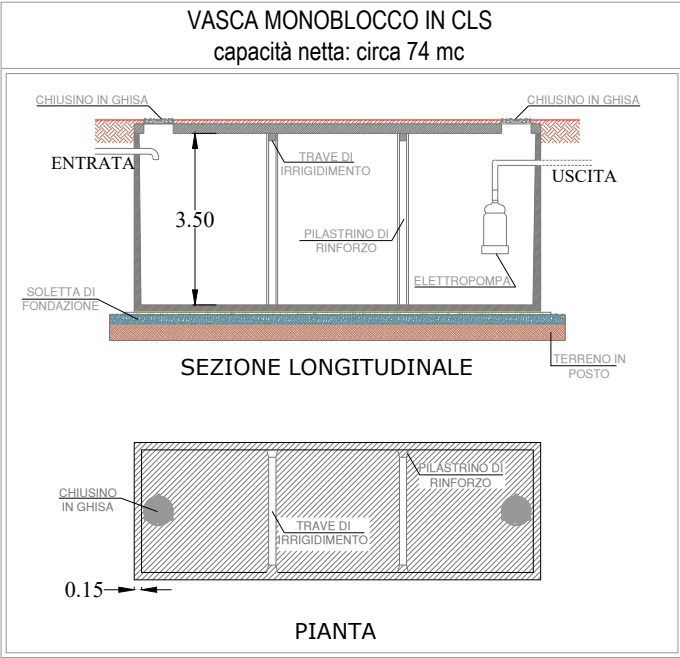 VASCA MONOBLOCCO IN CLS
capacità netta: circa 74 mc
CHIUSINO IN GHISA
CHIUSINO IN GHISA
ENTRATA
TRAVE DI
IRRIGIDIMENTO
USCITA
3.50
PILASTRINO DI
RINFORZO
ELETTROPOMPA
SOLETTA DI
FONDAZIONE
SEZIONE LONGITUDINALE
TERRENO IN
POSTO
PILASTRINO DI
RINFORZO
CHIUSINO
IN GHISA
TRAVE DI
IRRIGIDIMENTO
0.15
PIANTA